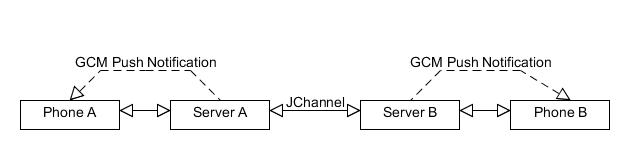 GCM Push Notification
GCM Push Notification
JChannel
Phone A
Server A
Server B
Phone B